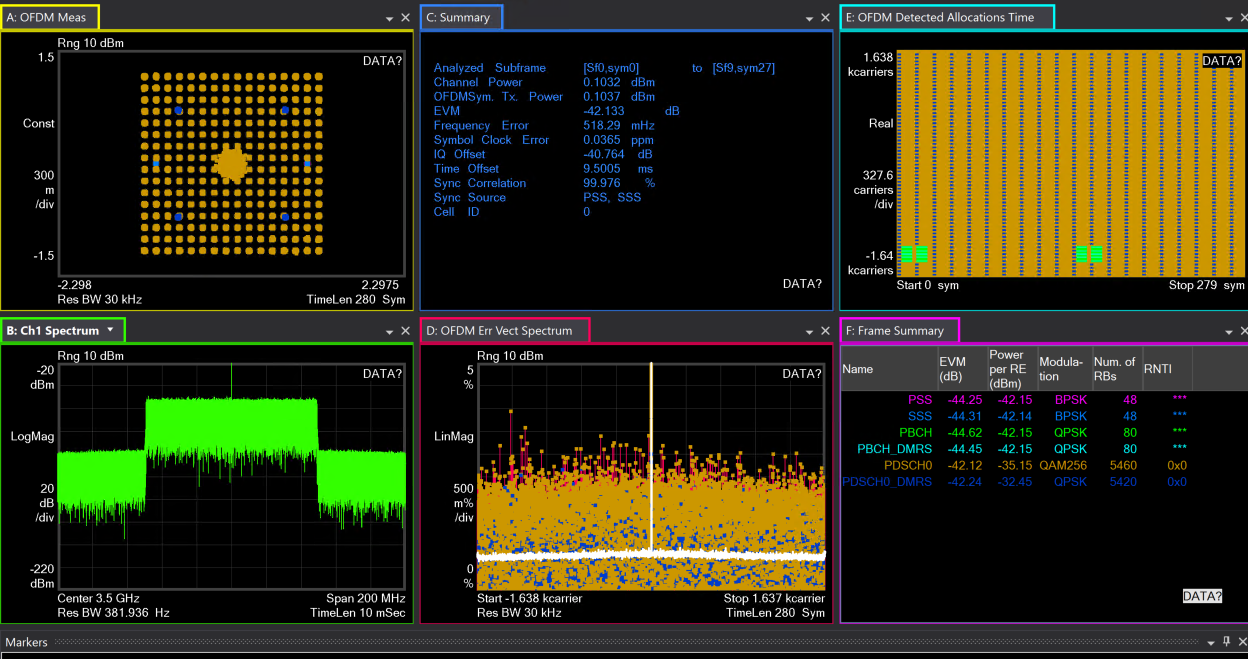 A: OFDM Meas
Rng 10 dBm
1.5
DATA?
Const
300
m
/div
-1.5
-2.298
2.2975
Res BW 30 kHz
TimeLen 280 Sym
C: Summary
Analyzed Subframe [Sf0,sym0] to [Sf9,sym27]
Channel Power 0.1032 dBm
OFDMSym. Tx. Power 0.1037 dBm
EVM -42.133 dB
Frequency Error 518.29 mHz
Symbol Clock Error 0.0365 ppm
IQ Offset -40.764 dB
Time Offset 9.5005 ms
Sync Correlation 99.976 %
Sync Source PSS, SSS
Cell ID 0
DATA?
E: OFDM Detected Allocations Time
1.638
kcarriers
DATA?
Real
327.6
carriers
/div
-1.64
kcarriers
Start 0 sym
Stop 279 sym
B: Ch1 Spectrum
Rng 10 dBm
-20
dBm
DATA?
LogMag
20
dB
/div
-220
dBm
Center 3.5 GHz
Span 200 MHz
Res BW 381.936 Hz
TimeLen 10 mSec
D: OFDM Err Vect Spectrum
Rng 10 dBm
5
%
DATA?
LinMag
500
m%
/div
0
%
Start -1.638 kcarrier
Stop 1.637 kcarrier
Res BW 30 kHz
TimeLen 280 Sym
F: Frame Summary
Name EVM (dB) Power per RE (dBm) Modula-tion Num. of RBs RNTI
PSS -44.25 -42.15 BPSK 48 ***
SSS -44.31 -42.14 BPSK 48 ***
PBCH -44.62 -42.15 QPSK 80 ***
PBCH_DMRS -44.45 -42.15 QPSK 80 ***
PDSCH0 -42.12 -35.15 QAM256 5460 0x0
PDSCH0_DMRS -42.24 -32.45 QPSK 5420 0x0
DATA?
Markers